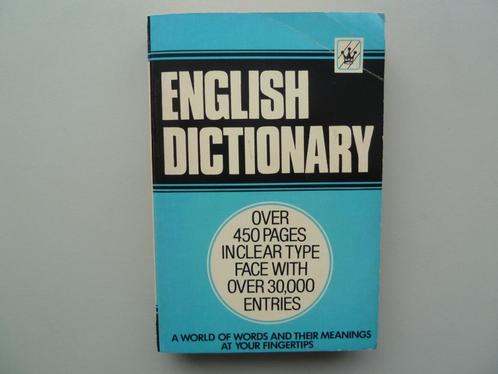 ENGLISH
DICTIONARY
OVER
450 PAGES
IN CLEAR TYPE
FACE WITH
OVER 30,000
ENTRIES
A WORLD OF WORDS AND THEIR MEANINGS
AT YOUR FINGERTIPS